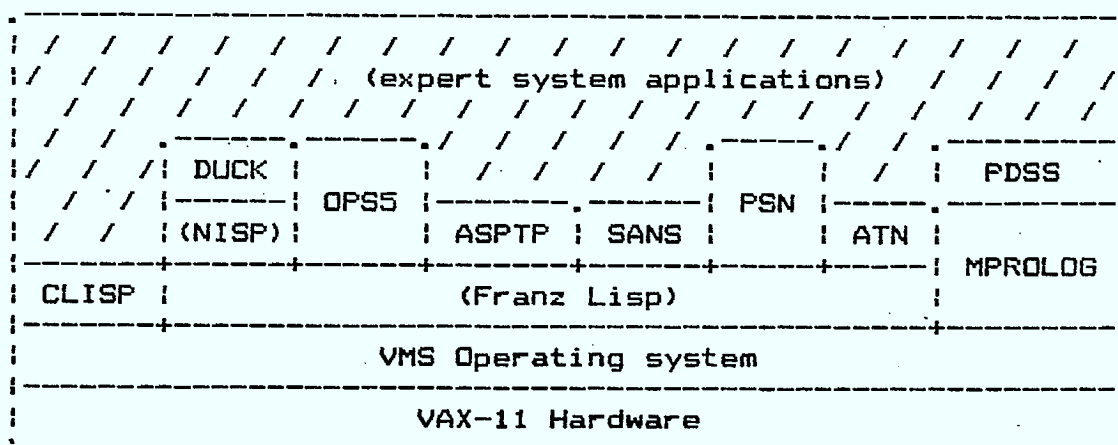 (expert system applications)
DUCK PDSS
OPS5 PSN
(NISP) ASPTP SANS ATN
MPROLOG
CLISP (Franz Lisp)
VMS Operating system
VAX-11 Hardware